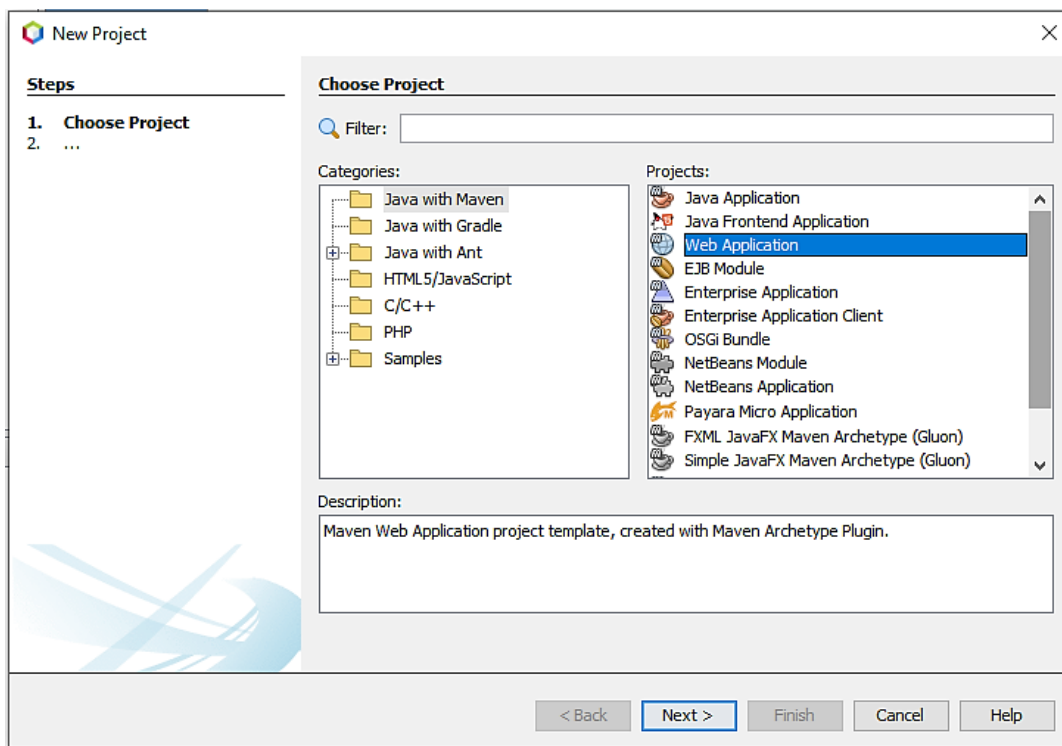 New Project
Steps
1. Choose Project
2. ...
Choose Project
Filter:
Categories:
Java with Maven
Java with Gradle
Java with Ant
HTML5/JavaScript
C/C++
PHP
Samples
Projects:
Java Application
Java Frontend Application
Web Application
EJB Module
Enterprise Application
Enterprise Application Client
OSGi Bundle
NetBeans Module
NetBeans Application
Payara Micro Application
FXML JavaFX Maven Archetype (Gluon)
Simple JavaFX Maven Archetype (Gluon)
Description:
Maven Web Application project template, created with Maven Archetype Plugin.
< Back
Next >
Finish
Cancel
Help